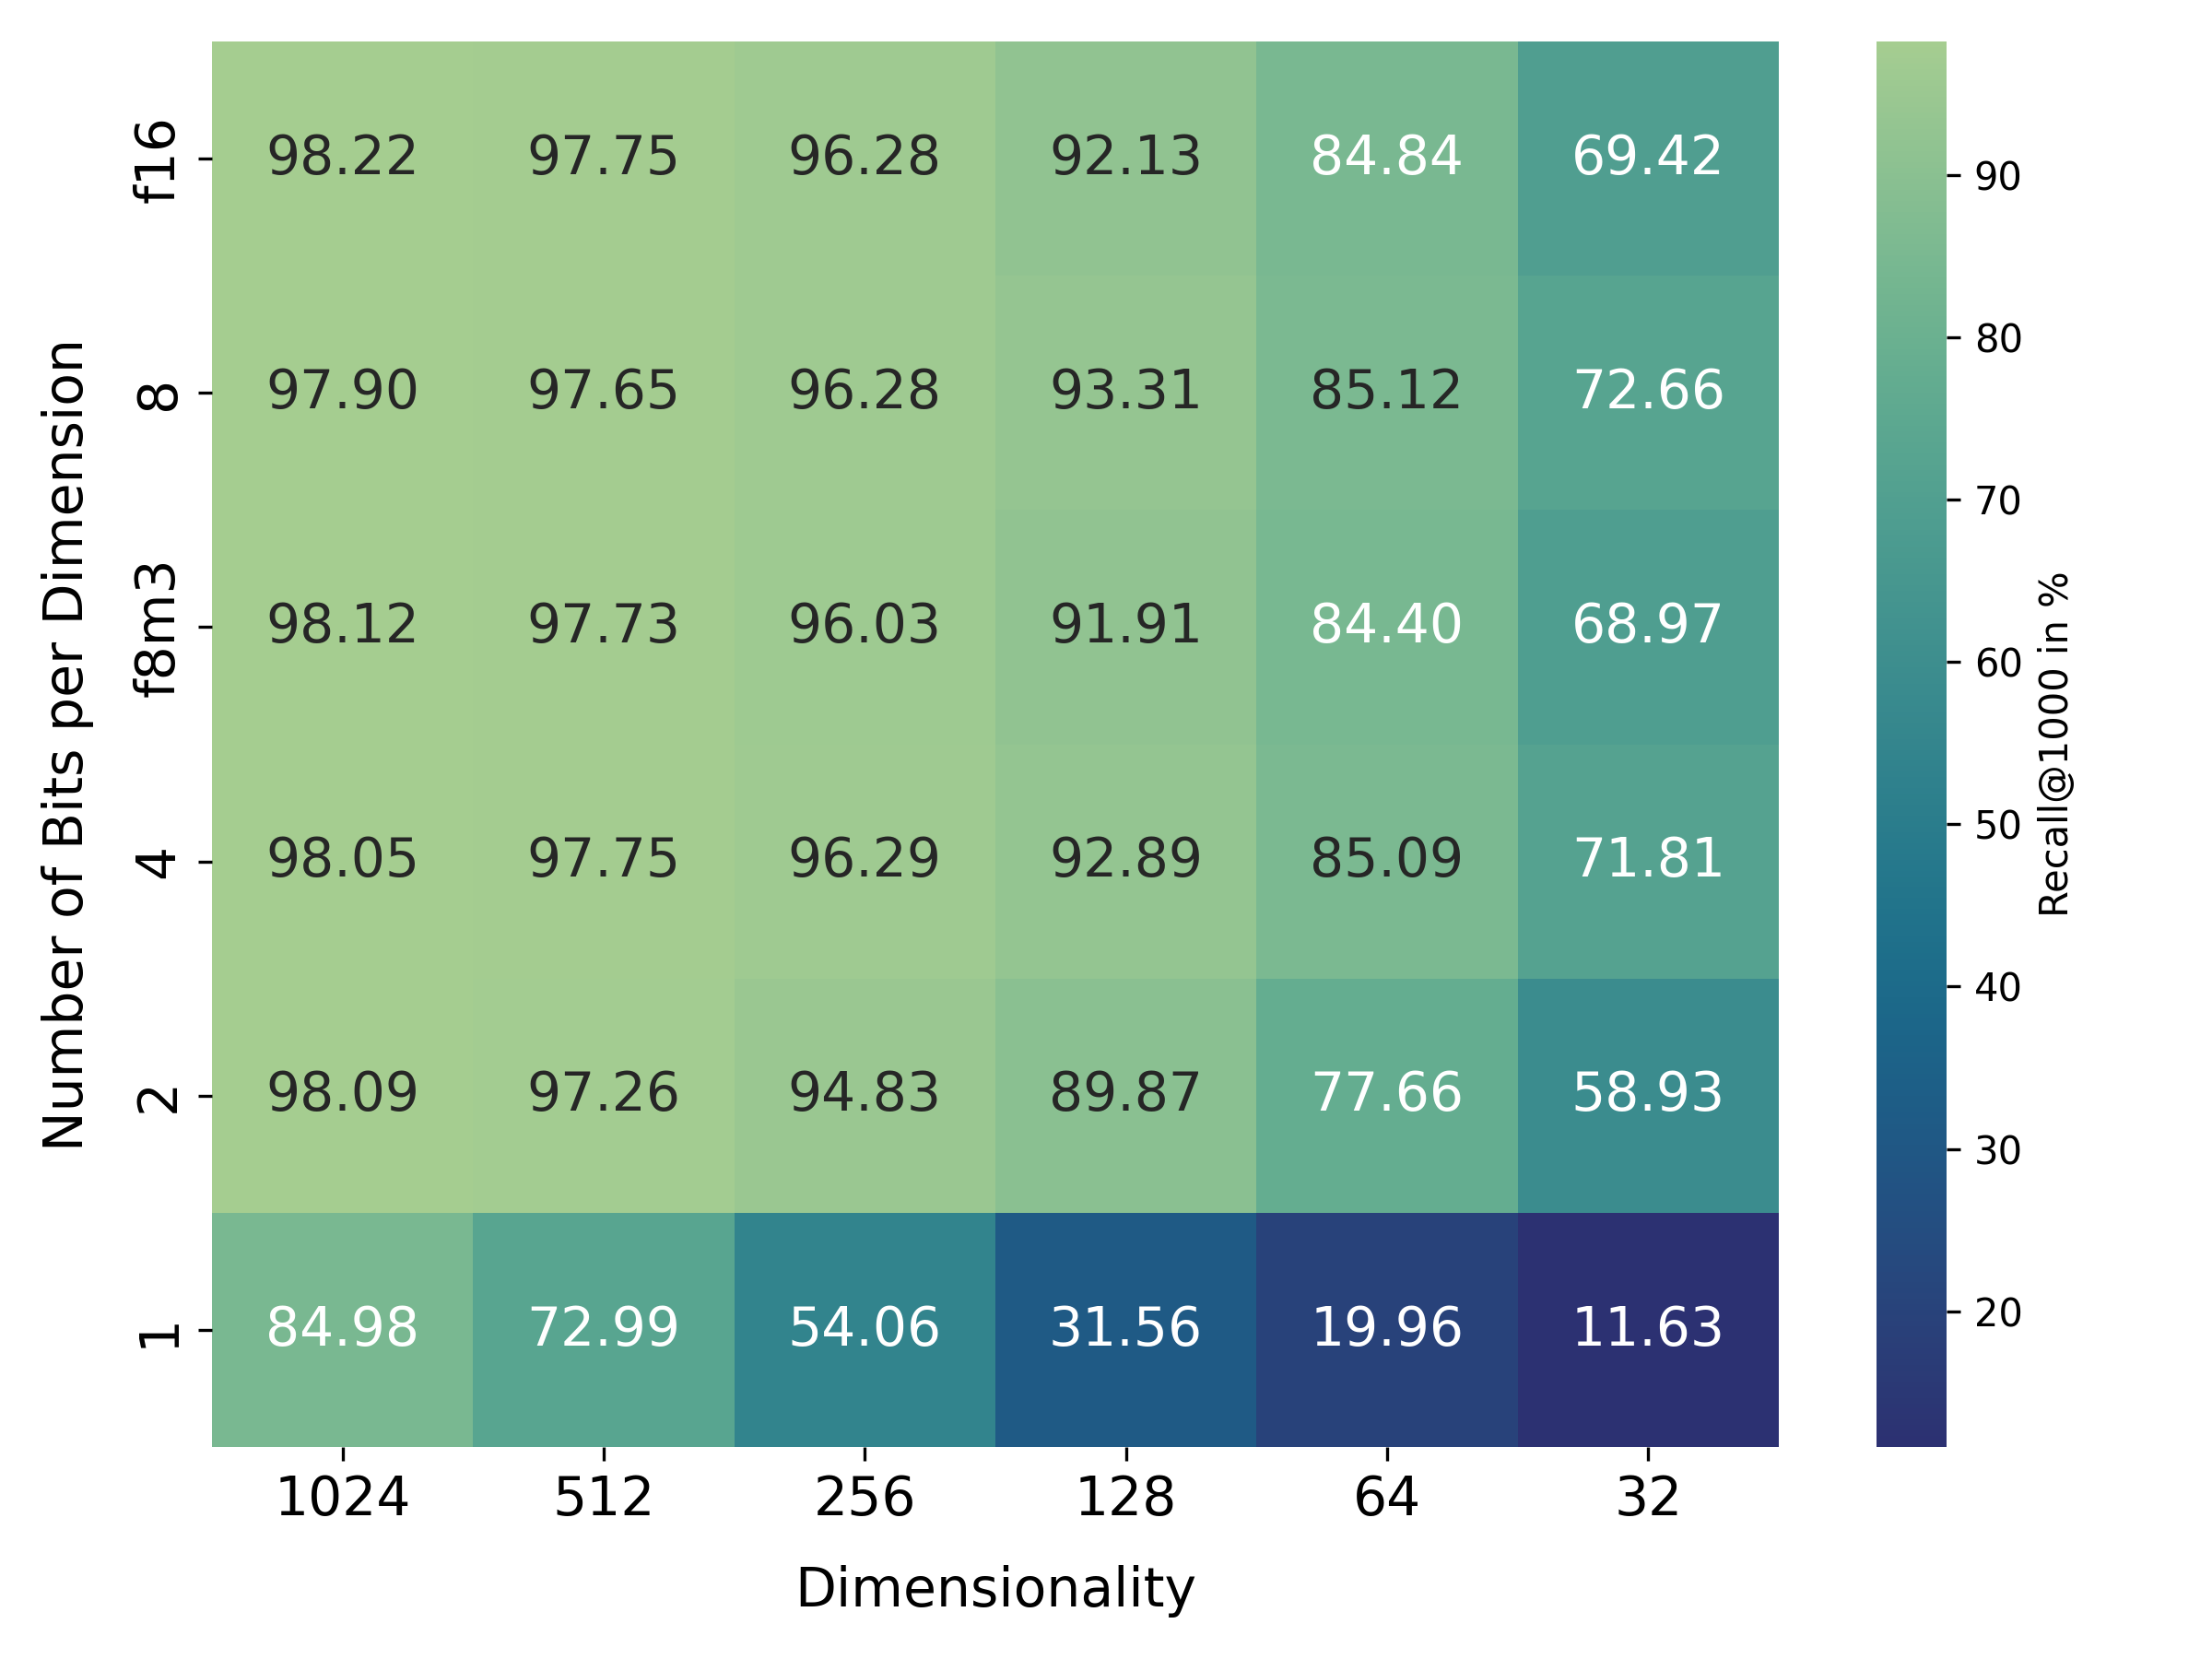 Number of Bits per Dimension
f16 98.22 97.75 96.28 92.13 84.84 69.42
8 97.90 97.65 96.28 93.31 85.12 72.66
f8m3 98.12 97.73 96.03 91.91 84.40 68.97
4 98.05 97.75 96.29 92.89 85.09 71.81
2 98.09 97.26 94.83 89.87 77.66 58.93
1 84.98 72.99 54.06 31.56 19.96 11.63
1024 512 256 128 64 32
Dimensionality
90
80
70
60
50
40
30
20
Recall@1000 in %